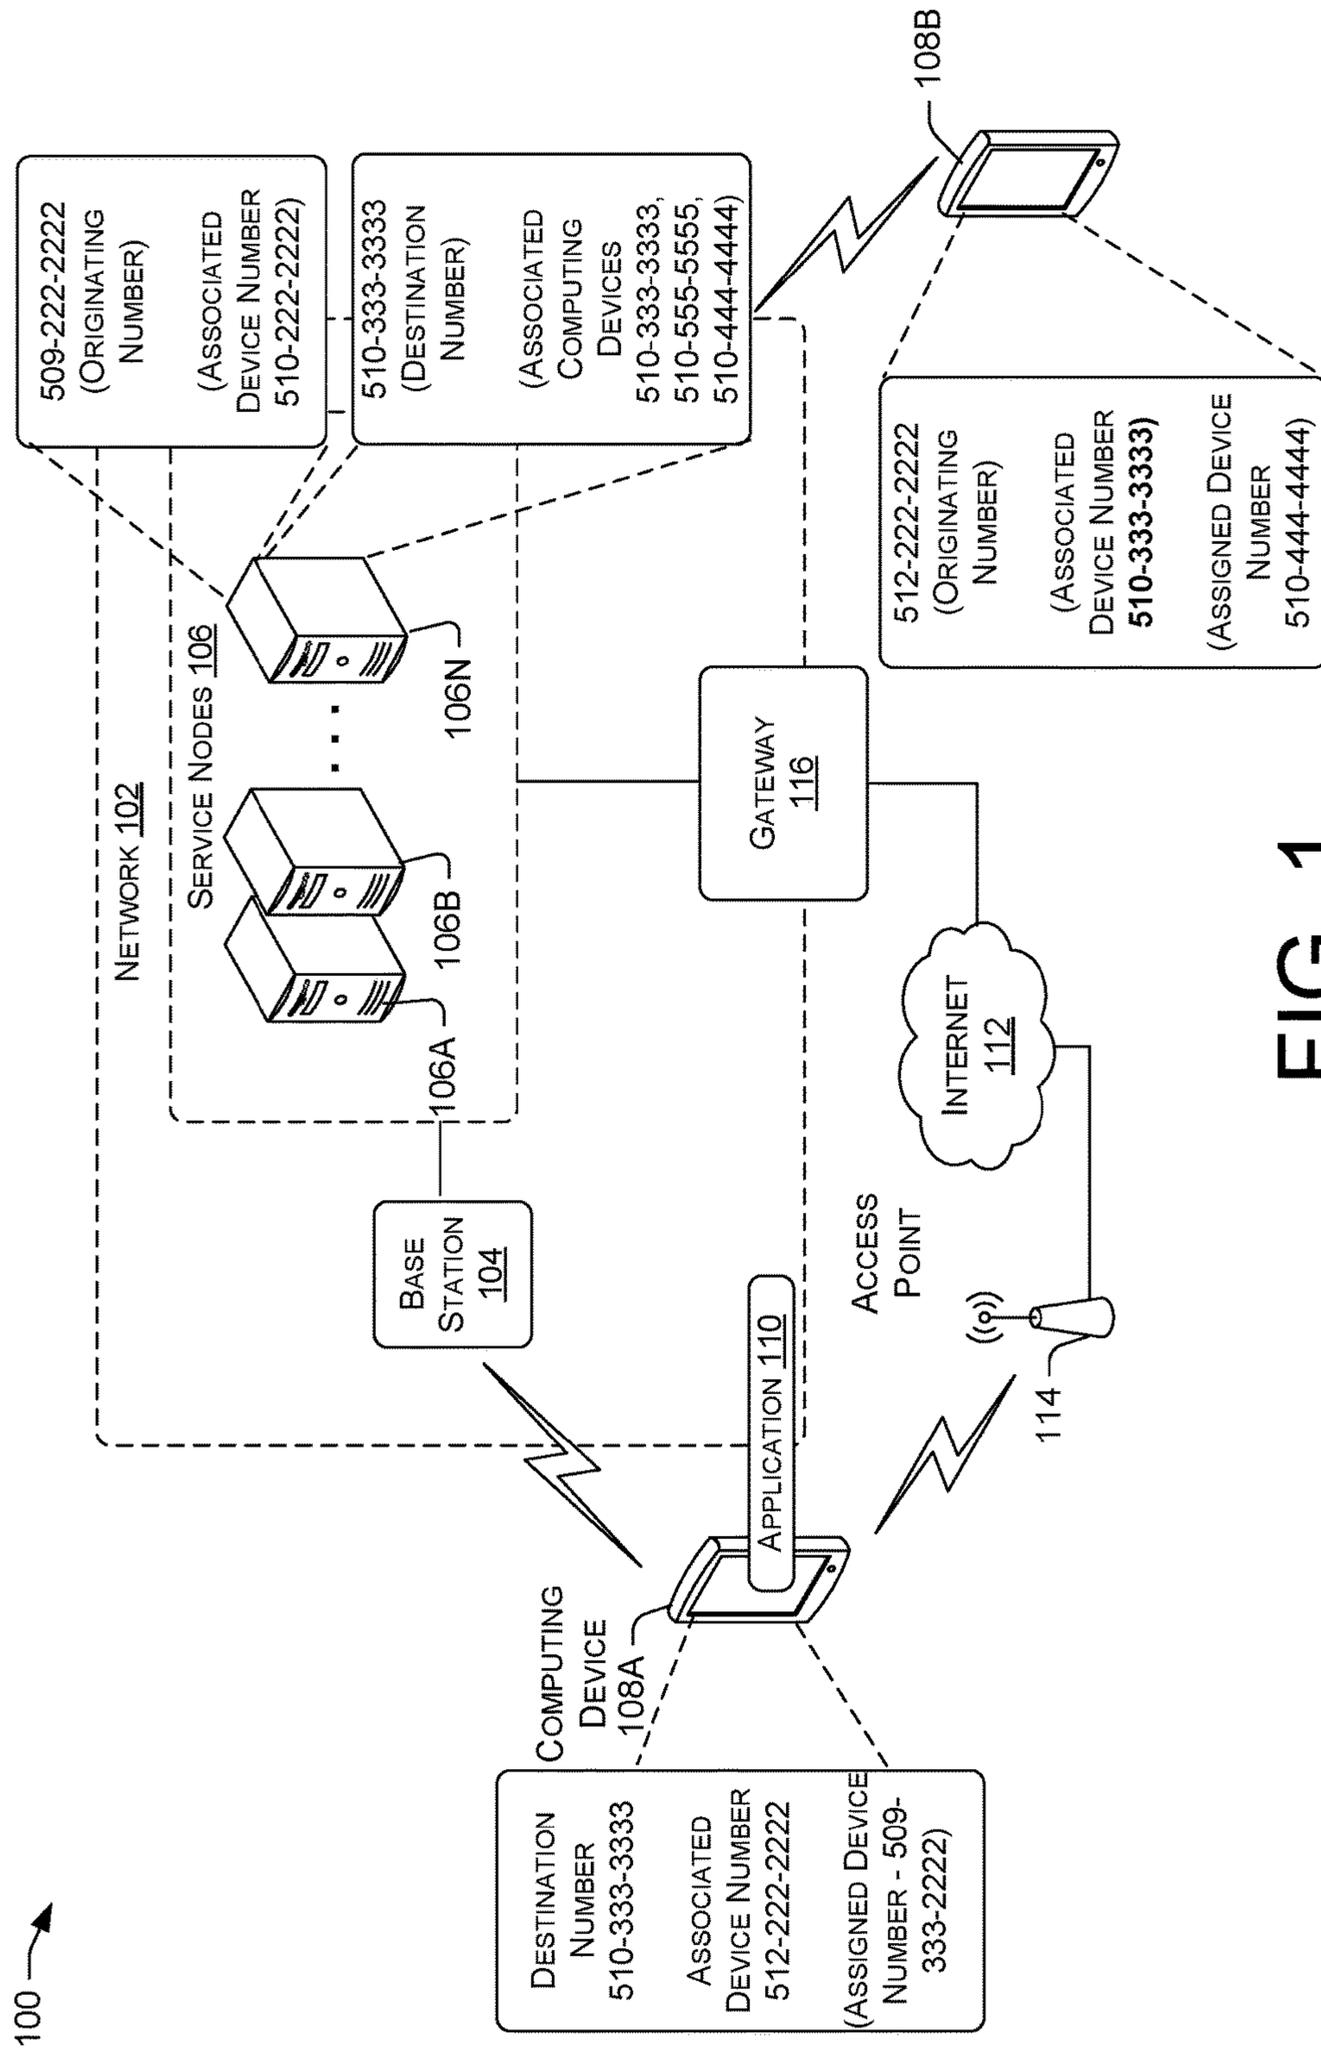 100
NETWORK 102
SERVICE NODES 106
106A
106B
106N
509-222-2222
(ORIGINATING
NUMBER)
(ASSOCIATED
DEVICE NUMBER
510-222-2222)
510-333-3333
(DESTINATION
NUMBER)
(ASSOCIATED
COMPUTING
DEVICES
510-333-3333,
510-555-5555,
510-444-4444)
BASE
STATION
104
COMPUTING
DEVICE
108A
APPLICATION 110
DESTINATION
NUMBER
510-333-3333
ASSOCIATED
DEVICE NUMBER
512-222-2222
(ASSIGNED DEVICE
NUMBER - 509-
333-2222)
GATEWAY
116
INTERNET
112
ACCESS
POINT
114
108B
512-222-2222
(ORIGINATING
NUMBER)
(ASSOCIATED
DEVICE NUMBER
510-333-3333)
(ASSIGNED DEVICE
NUMBER
510-444-4444)
FIG. 1